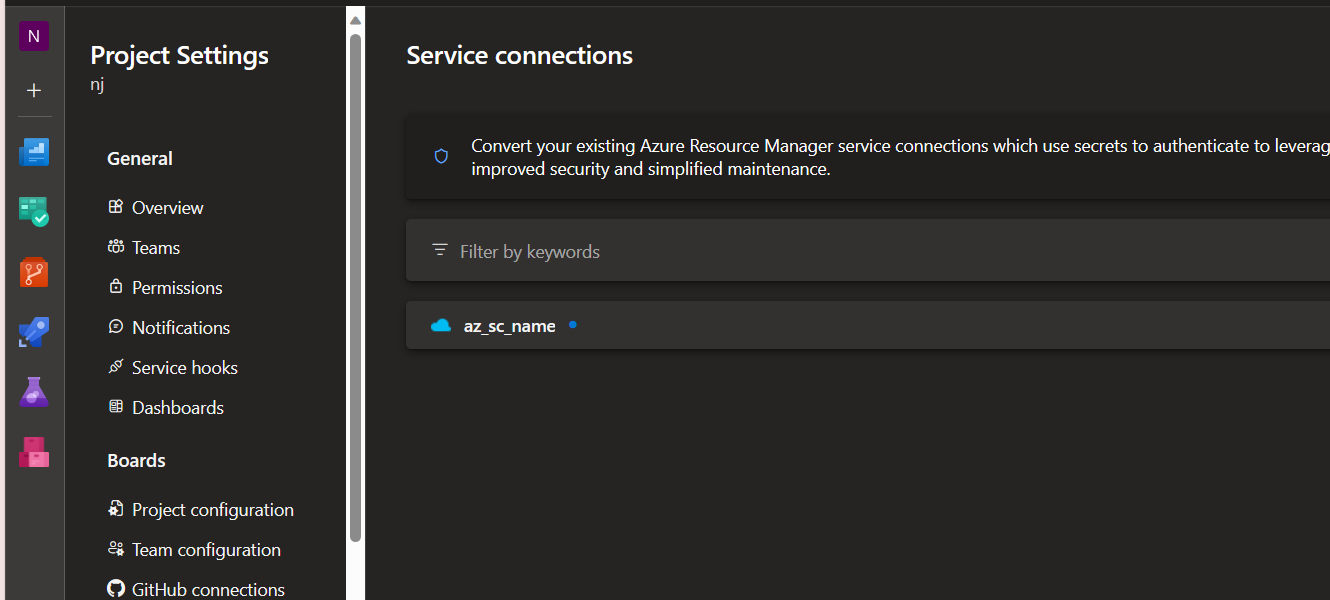 N
Project Settings
nj
General
Overview
Teams
Permissions
Notifications
Service hooks
Dashboards
Boards
Project configuration
Team configuration
GitHub connections
Service connections
Convert your existing Azure Resource Manager service connections which use secrets to authenticate to
improved security and simplified maintenance.
Filter by keywords
az_sc_name